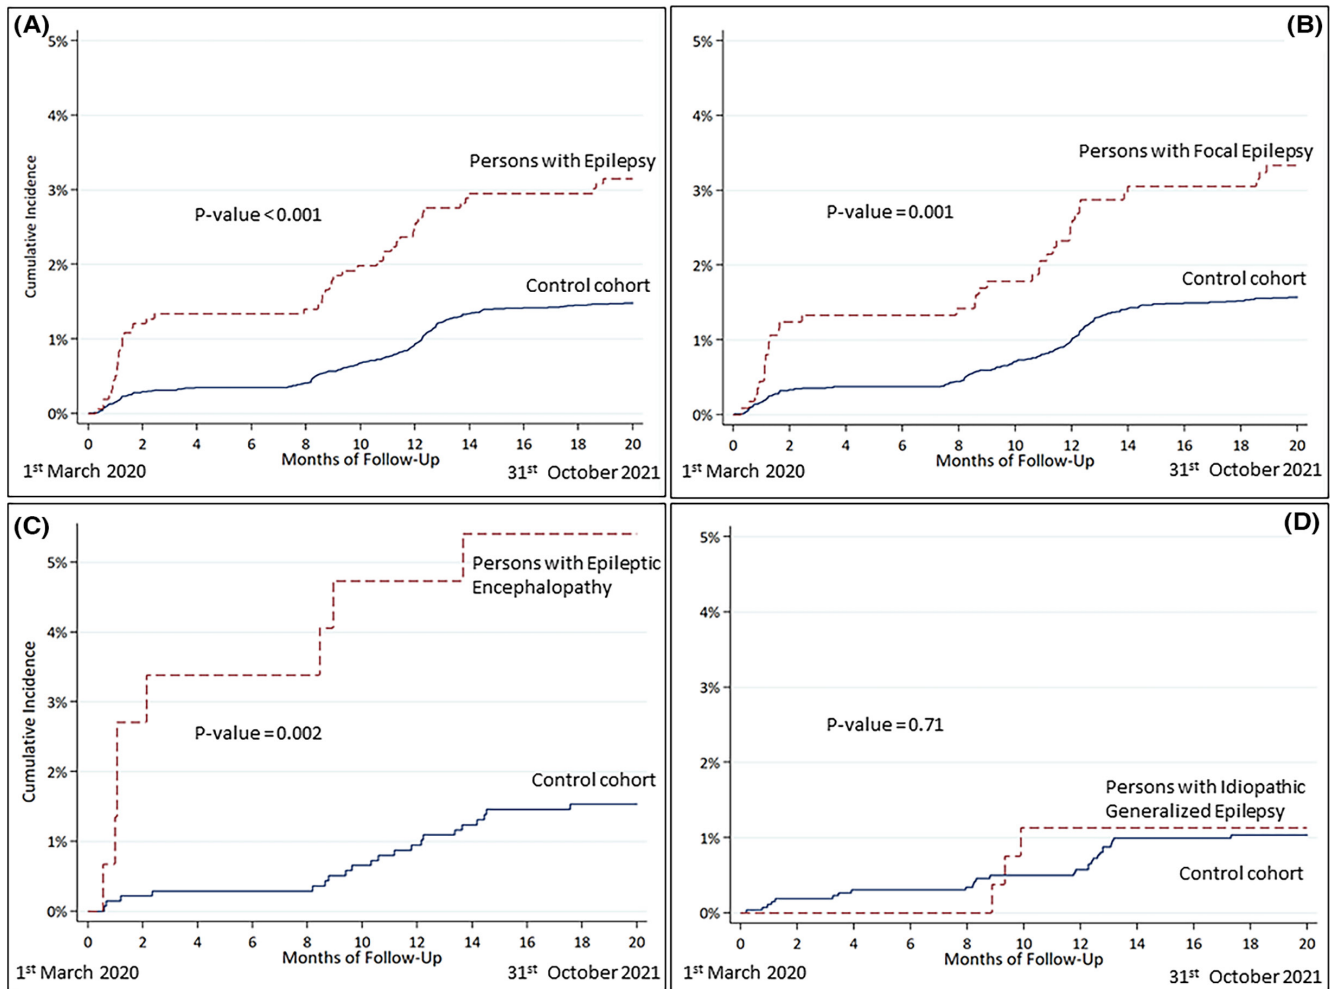 (A)
5%
4%
3%
2%
1%
0%
Cumulative Incidence
Persons with Epilepsy
P-value < 0.001
Control cohort
0 2 4 6 8 10 12 14 16 18 20
Months of Follow-Up
1st March 2020
31st October 2021
(B)
5%
4%
3%
2%
1%
0%
Persons with Focal Epilepsy
P-value = 0.001
Control cohort
0 2 4 6 8 10 12 14 16 18 20
Months of Follow-Up
1st March 2020
31st October 2021
(C)
5%
4%
3%
2%
1%
0%
Cumulative Incidence
Persons with Epileptic
Encephalopathy
P-value = 0.002
Control cohort
0 2 4 6 8 10 12 14 16 18 20
Months of Follow-Up
1st March 2020
31st October 2021
(D)
5%
4%
3%
2%
1%
0%
P-value = 0.71
Persons with Idiopathic
Generalized Epilepsy
Control cohort
0 2 4 6 8 10 12 14 16 18 20
Months of Follow-Up
1st March 2020
31st October 2021